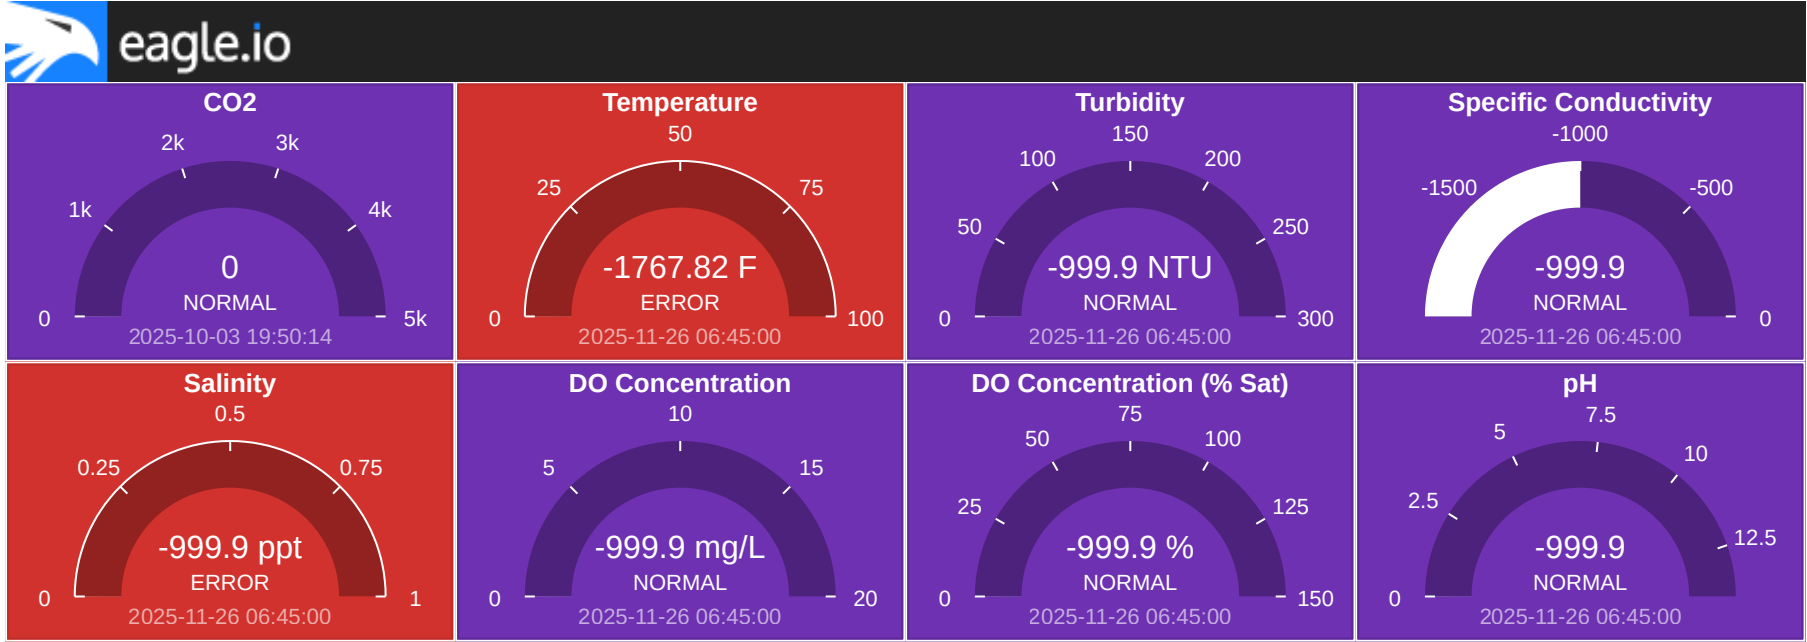 eagle.io
CO2
2k 3k
1k 4k
0
NORMAL
0 5k
2025-10-03 19:50:14
Temperature
50
25 75
-1767.82 F
ERROR
0 100
2025-11-26 06:45:00
Turbidity
150
100 200
50 250
-999.9 NTU
NORMAL
0 300
2025-11-26 06:45:00
Specific Conductivity
-1000
-1500 -500
-999.9
NORMAL
0
2025-11-26 06:45:00
Salinity
0.5
0.25 0.75
-999.9 ppt
ERROR
0 1
2025-11-26 06:45:00
DO Concentration
10
5 15
-999.9 mg/L
NORMAL
0 20
2025-11-26 06:45:00
DO Concentration (% Sat)
75
50 100
25 125
-999.9 %
NORMAL
0 150
2025-11-26 06:45:00
pH
7.5
5 10
2.5 12.5
-999.9
NORMAL
0
2025-11-26 06:45:00